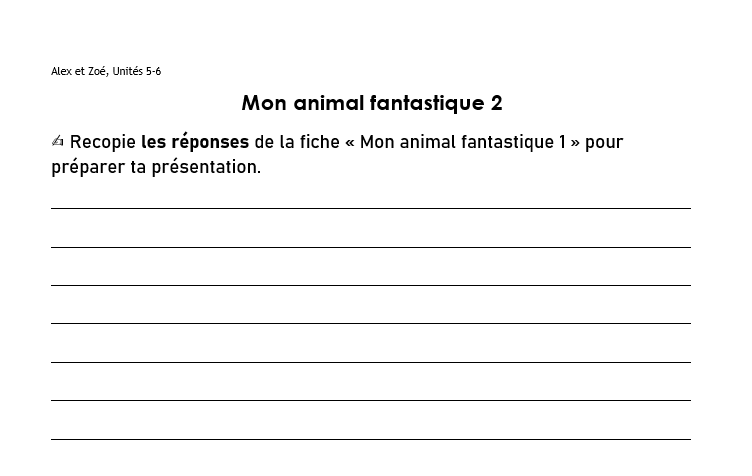 Alex et Zoé, Unités 5-6
Mon animal fantastique 2
✍ Recopie les réponses de la fiche « Mon animal fantastique 1 » pour
préparer ta présentation.